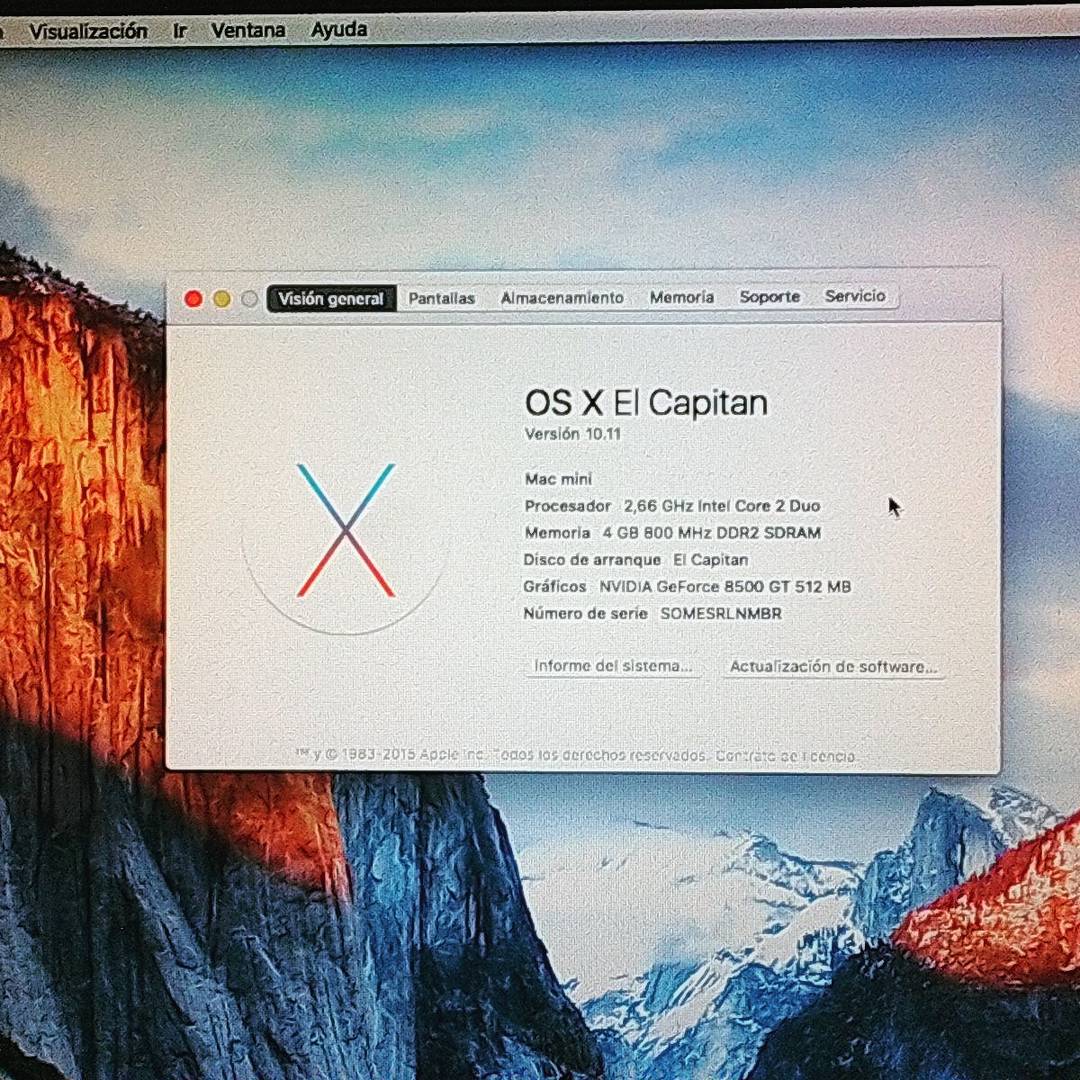 Visualización Ir Ventana Ayuda
Visión general Pantallas Almacenamiento Memoria Soporte Servicio
OS X El Capitan
Versión 10.11
Mac mini
Procesador 2,66 GHz Intel Core 2 Duo
Memoria 4 GB 800 MHz DDR2 SDRAM
Disco de arranque El Capitan
Gráficos NVIDIA GeForce 8500 GT 512 MB
Número de serie SOMESRLNMBR
Informe del sistema... Actualización de software...
™ y © 1983-2015 Apple Inc. Todos los derechos reservados. Contrato de licencia